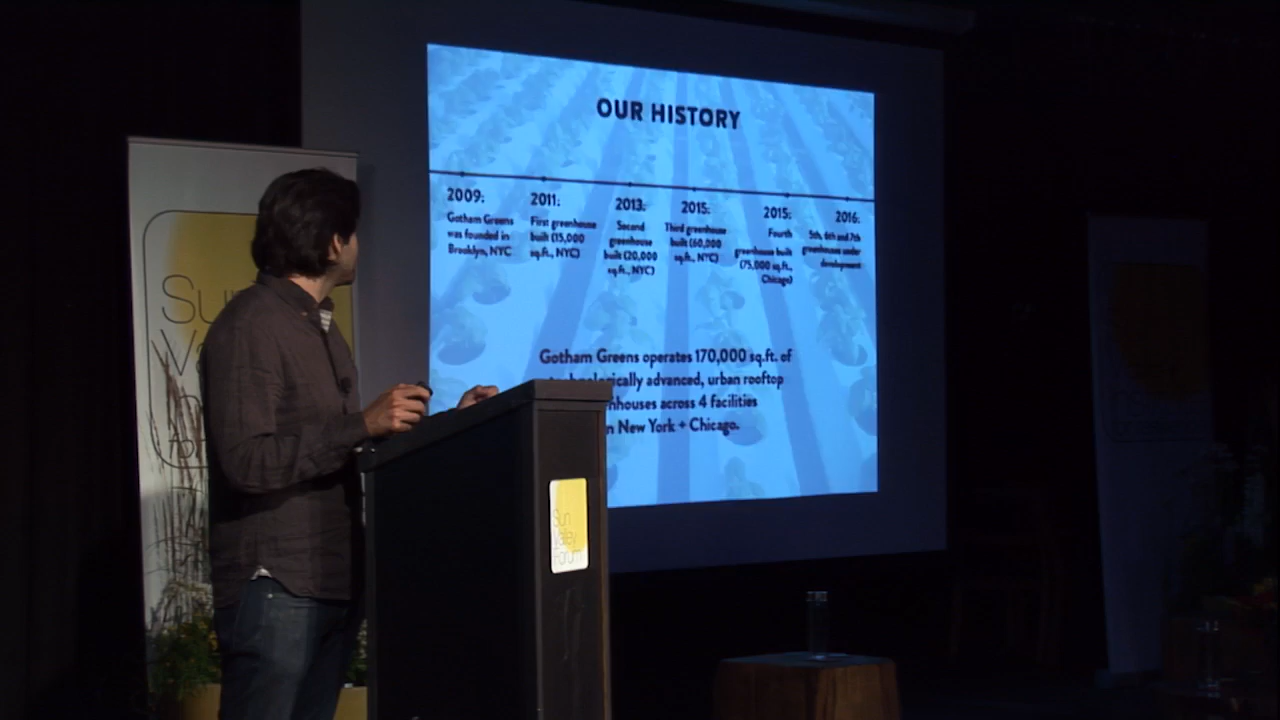 OUR HISTORY
2009:
Gotham Greens
was founded in
Brooklyn, NYC
2011:
First greenhouse
built (15,000
sq.ft., NYC)
2013:
Second
greenhouse
built (20,000
sq.ft., NYC)
2015:
Third greenhouse
built (60,000
sq.ft., NYC)
2015:
Fourth
greenhouse built
(75,000 sq.ft.,
Chicago)
2016:
5th, 6th and 7th
greenhouse under
development
Gotham Greens operates 170,000 sq.ft. of
advanced, urban rooftop
across 4 facilities
New York + Chicago.
Sun
Valley
Forum